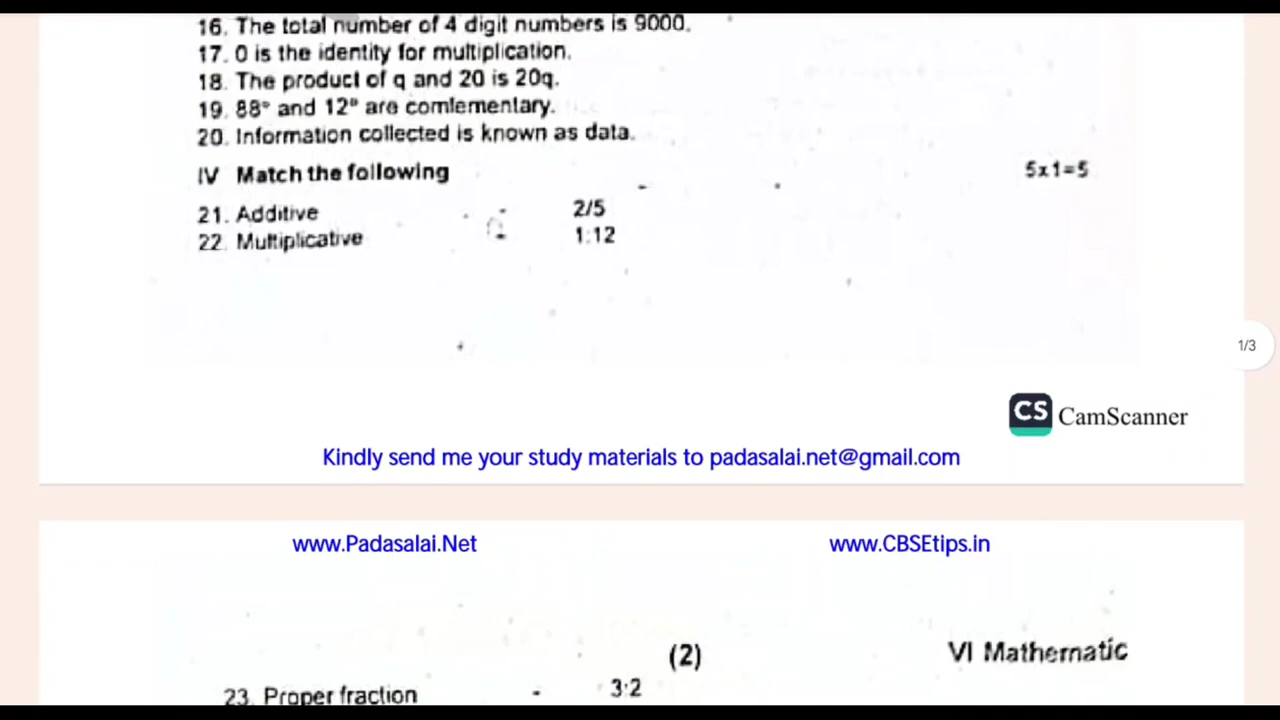 16. The total number of 4 digit numbers is 9000.
17. 0 is the identity for multiplication.
18. The product of q and 20 is 20q.
19. 88° and 12° are comlementary.
20. Information collected is known as data.
IV Match the following 5x1=5
21. Additive - 2/5
22. Multiplicative - 1:12
1/3
CS CamScanner
Kindly send me your study materials to padasalai.net@gmail.com
www.Padasalai.Net www.CBSEtips.in
(2) VI Mathematic
23. Proper fraction - 3:2